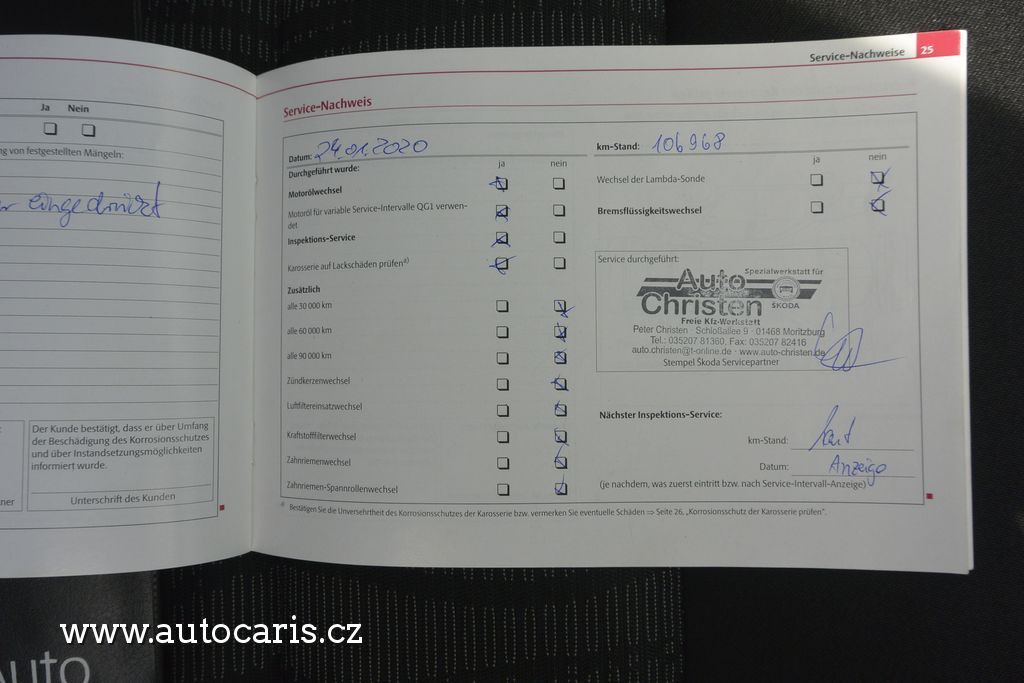 Ja Nein
ng von festgestellten Mängeln:
eingedrückt
Der Kunde bestätigt, dass er über Umfang
der Beschädigung des Korrosionsschutzes
und über Instandsetzungsmöglichkeiten
informiert wurde.
Unterschrift des Kunden
tner
Service-Nachweise 25
Service-Nachweis
Datum: 24.01.2020
Durchgeführt wurde: ja nein
Motorölwechsel
Motoröl für variable Service-Intervalle QG1 verwen-
det
Inspektions-Service
Karosserie auf Lackschäden prüfen a)
Zusätzlich
alle 30 000 km
alle 60 000 km
alle 90 000 km
Zündkerzenwechsel
Luftfiltereinsatzwechsel
Kraftstofffilterwechsel
Zahnriemenwechsel
Zahnriemen-Spannrollenwechsel
km-Stand: 106968
ja nein
Wechsel der Lambda-Sonde
Bremsflüssigkeitswechsel
Service durchgeführt:
Auto Christen
Spezialwerkstatt für
ŠKODA
Freie Kfz-Werkstatt
Peter Christen · Schloßallee 9 · 01468 Moritzburg
Tel.: 035207 81360, Fax: 035207 82416
auto.christen@t-online.de · www.auto-christen.de
Stempel Škoda Servicepartner
Nächster Inspektions-Service:
km-Stand: laut
Datum: Anzeige
(je nachdem, was zuerst eintritt bzw. nach Service-Intervall-Anzeige)
a) Bestätigen Sie die Unversehrtheit des Korrosionsschutzes der Karosserie bzw. vermerken Sie eventuelle Schäden ⇒ Seite 26, „Korrosionsschutz der Karosserie prüfen".
www.autocaris.cz
Auto